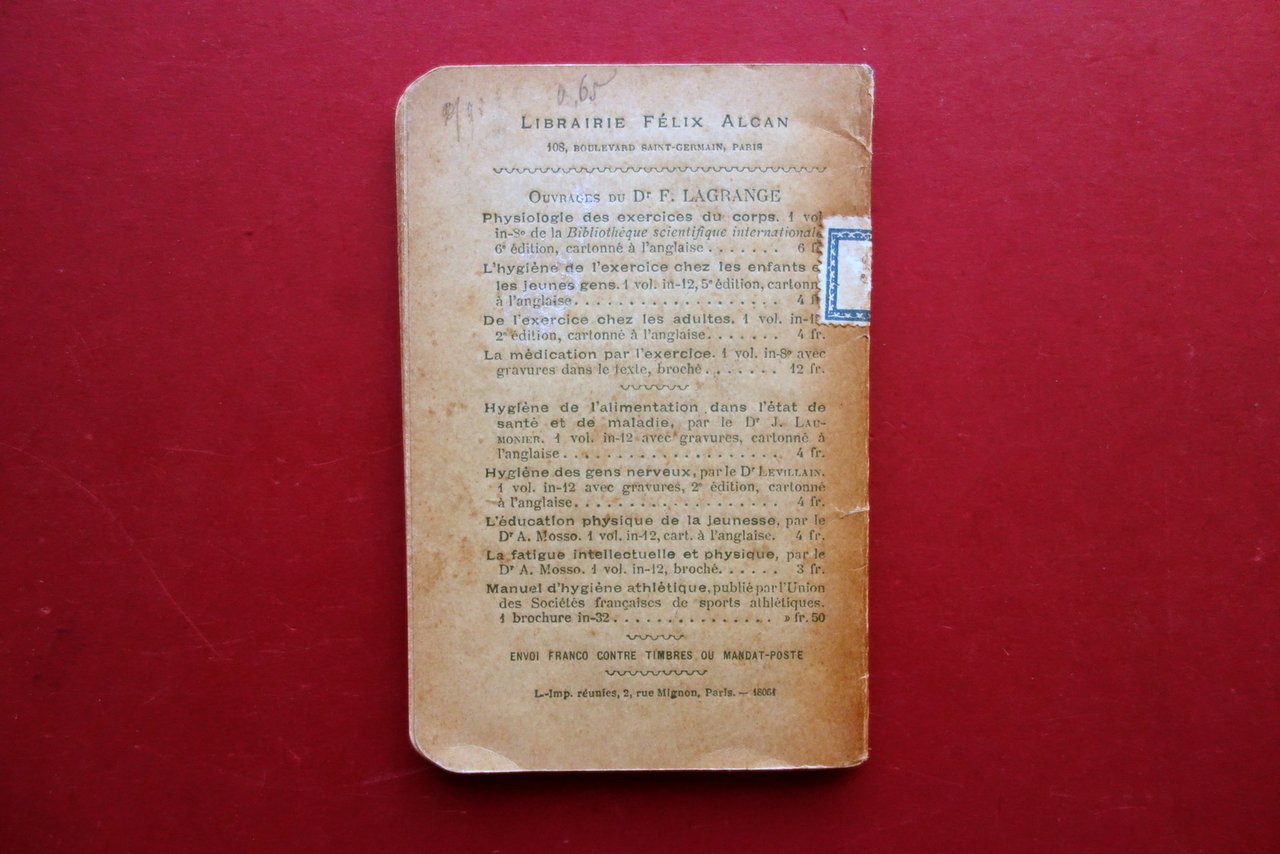 0,65
LIBRAIRIE FÉLIX ALCAN
108, BOULEVARD SAINT-GERMAIN, PARIS
OUVRAGES DU Dr F. LAGRANGE
Physiologie des exercices du corps. 1 vol.
in-8º de la Bibliothèque scientifique international
6e édition, cartonné à l'anglaise . . . . . . . 6 f
L'hygiène de l'exercice chez les enfants e
les jeunes gens. 1 vol. in-12, 5e édition, cartonn
à l'anglaise . . . . . . . . . . . . . . . . . . . 4 f
De l'exercice chez les adultes. 1 vol. in-1
2e édition, cartonné à l'anglaise . . . . . . . 4 fr.
La médication par l'exercice. 1 vol. in-8º avec
gravures dans le texte, broché . . . . . . . 12 fr.
Hygiène de l'alimentation dans l'état de
santé et de maladie, par le Dr J. LAU-
MONIER. 1 vol. in-12 avec gravures, cartonné à
l'anglaise . . . . . . . . . . . . . . . . . . . . 4 fr.
Hygiène des gens nerveux, par le Dr LEVILLAIN.
1 vol. in-12 avec gravures, 2e édition, cartonné
à l'anglaise . . . . . . . . . . . . . . . . . . . 4 fr.
L'éducation physique de la jeunesse, par le
Dr A. Mosso. 1 vol. in-12, cart. à l'anglaise. 4 fr.
La fatigue intellectuelle et physique, par le
Dr A. Mosso. 1 vol. in-12, broché . . . . . . 3 fr.
Manuel d'hygiène athlétique, publié par l'Union
des Sociétés françaises de sports athlétiques.
1 brochure in-32 . . . . . . . . . . . . . . . » fr. 50
ENVOI FRANCO CONTRE TIMBRES OU MANDAT-POSTE
L.-Imp. réunies, 2, rue Mignon, Paris. — 18061